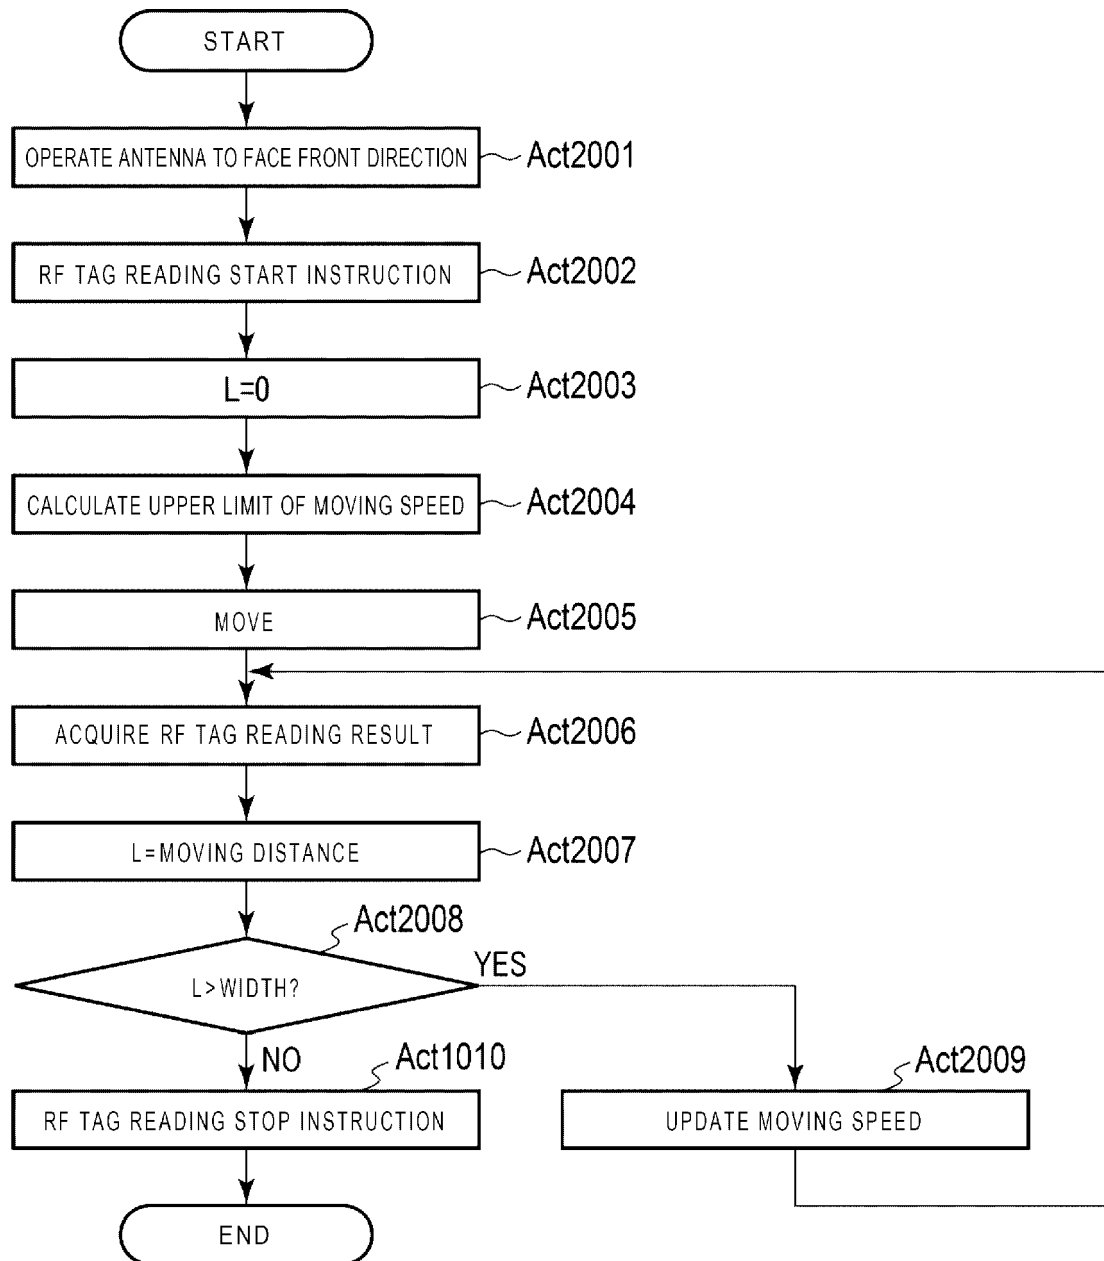 START
OPERATE ANTENNA TO FACE FRONT DIRECTION
Act2001
RF TAG READING START INSTRUCTION
Act2002
L=0
Act2003
CALCULATE UPPER LIMIT OF MOVING SPEED
Act2004
MOVE
Act2005
ACQUIRE RF TAG READING RESULT
Act2006
L=MOVING DISTANCE
Act2007
Act2008
L>WIDTH?
YES
NO
Act1010
RF TAG READING STOP INSTRUCTION
Act2009
UPDATE MOVING SPEED
END